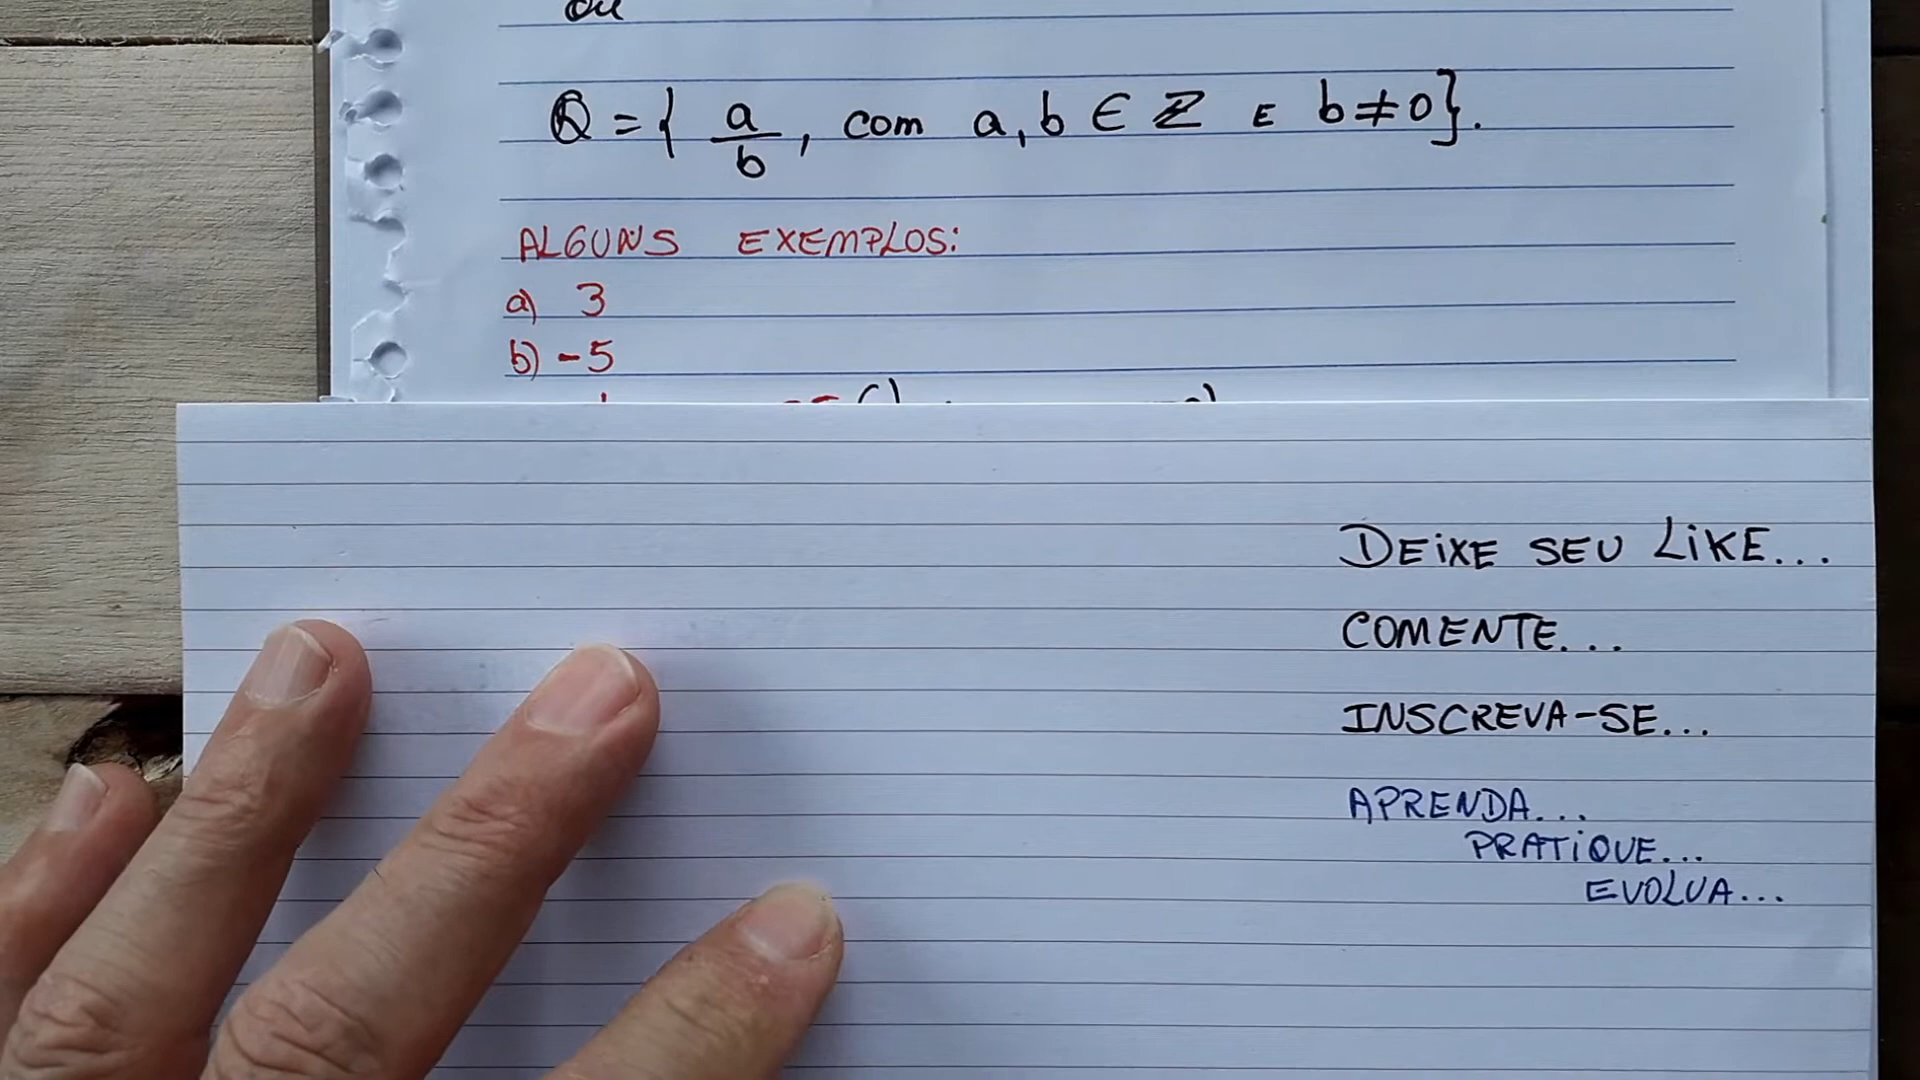 ou
ℚ = { a/b, com a, b ∈ ℤ E b ≠ 0 }.
ALGUNS EXEMPLOS:
a) 3
b) -5
DEIXE SEU LIKE...
COMENTE...
INSCREVA-SE...
APRENDA...
PRATIQUE...
EVOLUA...